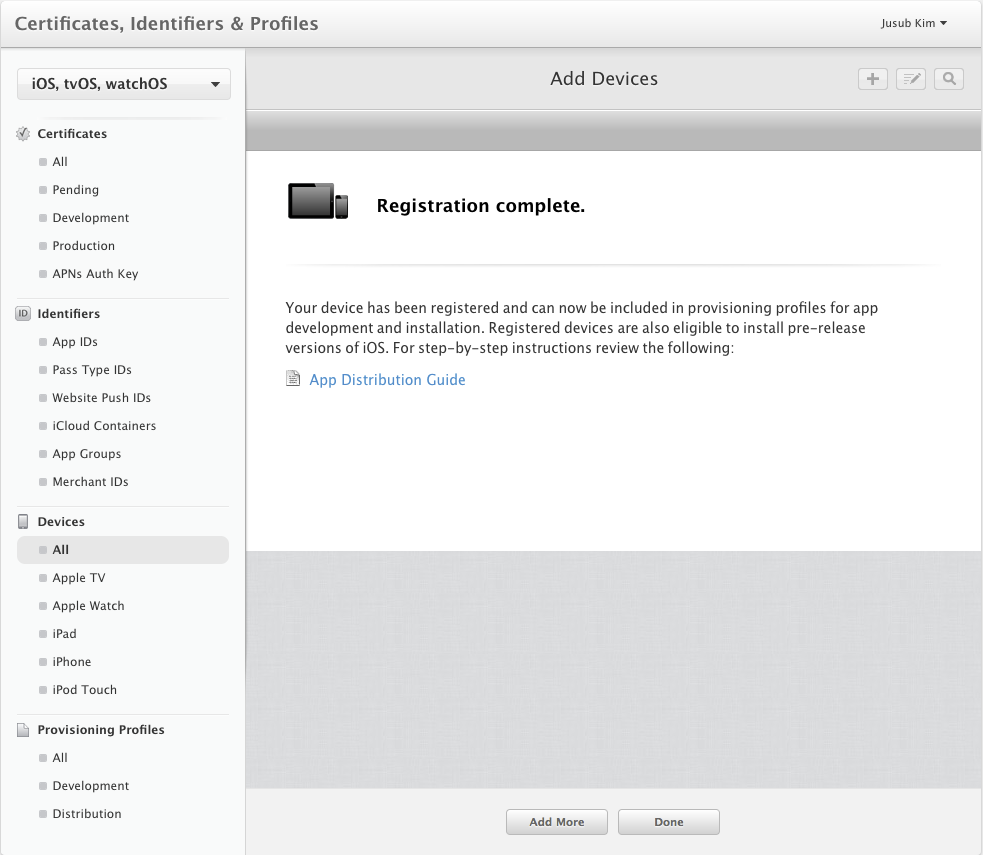 Certificates, Identifiers & Profiles
Jusub Kim
iOS, tvOS, watchOS
Certificates
All
Pending
Development
Production
APNs Auth Key
ID Identifiers
App IDs
Pass Type IDs
Website Push IDs
iCloud Containers
App Groups
Merchant IDs
Devices
All
Apple TV
Apple Watch
iPad
iPhone
iPod Touch
Provisioning Profiles
All
Development
Distribution
Add Devices
Registration complete.
Your device has been registered and can now be included in provisioning profiles for app
development and installation. Registered devices are also eligible to install pre-release
versions of iOS. For step-by-step instructions review the following:
App Distribution Guide
Add More
Done